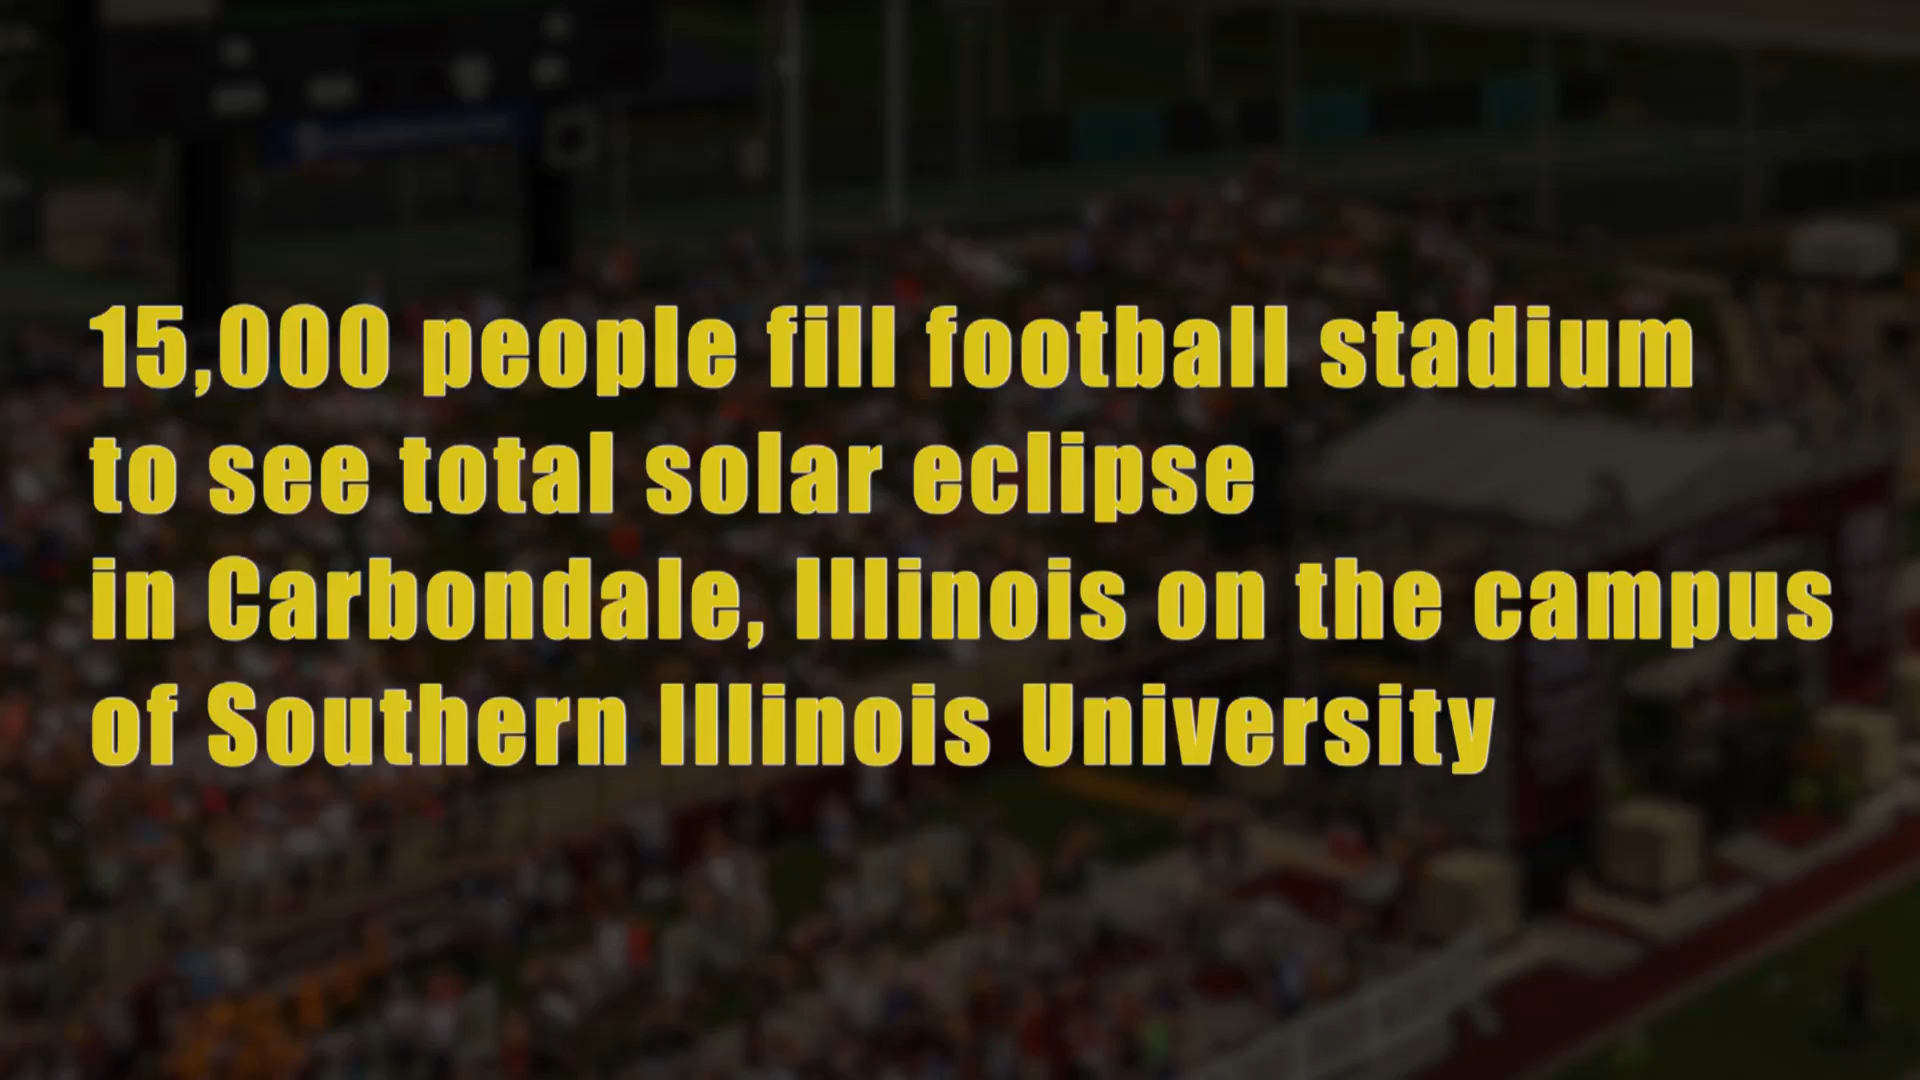 15,000 people fill football stadium
to see total solar eclipse
in Carbondale, Illinois on the campus
of Southern Illinois University